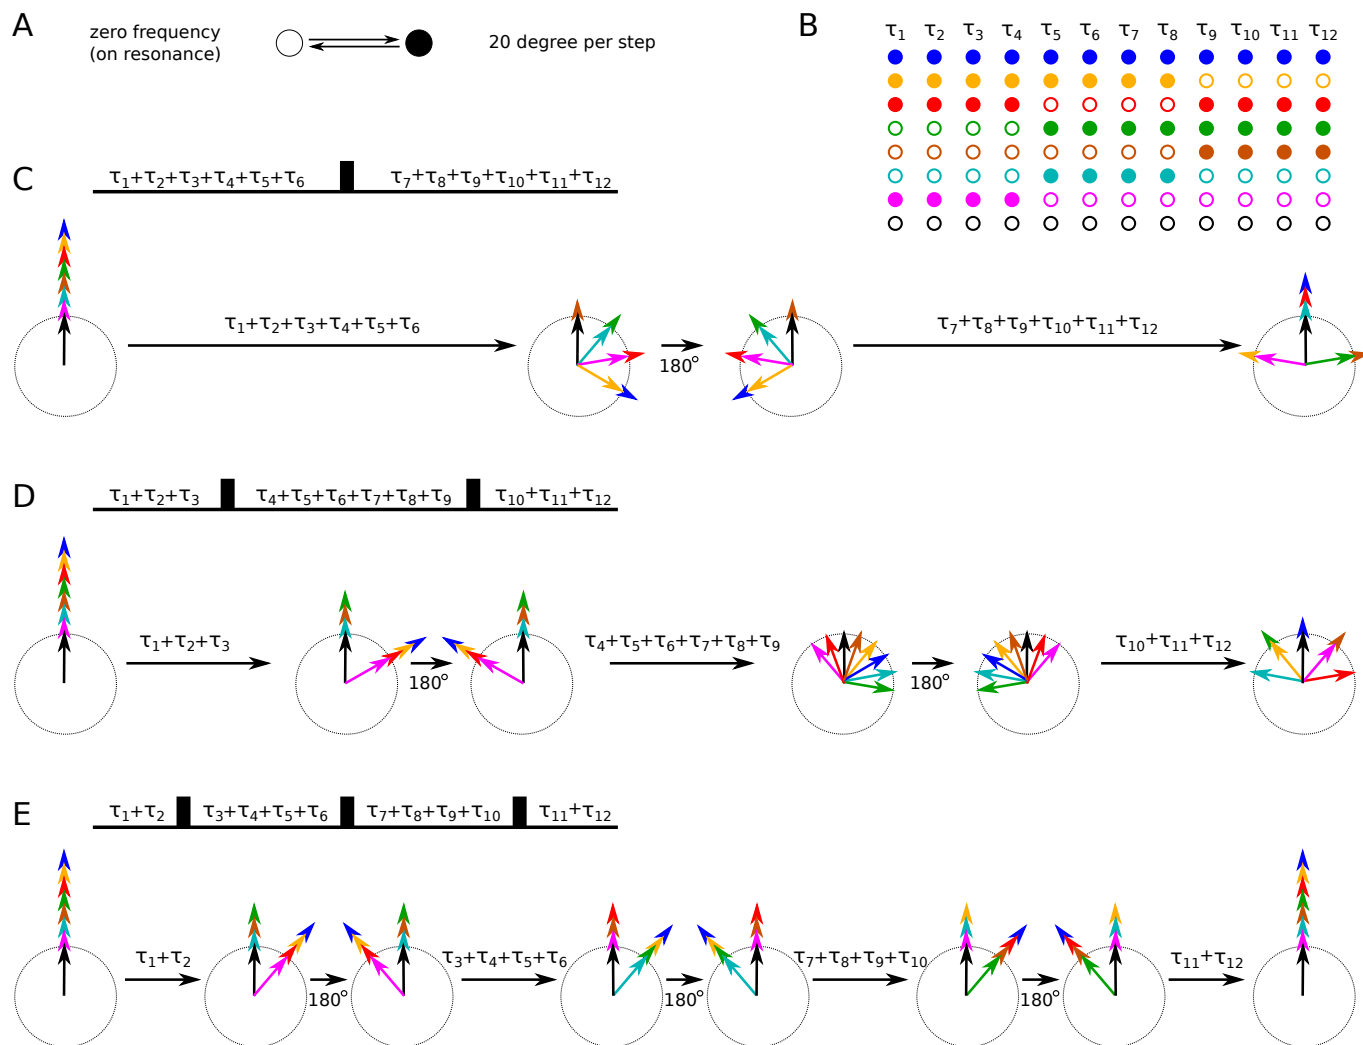 A
zero frequency
(on resonance)
20 degree per step
B
τ1 τ2 τ3 τ4 τ5 τ6 τ7 τ8 τ9 τ10 τ11 τ12
C
τ1+τ2+τ3+τ4+τ5+τ6
τ7+τ8+τ9+τ10+τ11+τ12
τ1+τ2+τ3+τ4+τ5+τ6
180°
τ7+τ8+τ9+τ10+τ11+τ12
D
τ1+τ2+τ3
τ4+τ5+τ6+τ7+τ8+τ9
τ10+τ11+τ12
τ1+τ2+τ3
180°
τ4+τ5+τ6+τ7+τ8+τ9
180°
τ10+τ11+τ12
E
τ1+τ2
τ3+τ4+τ5+τ6
τ7+τ8+τ9+τ10
τ11+τ12
τ1+τ2
180°
τ3+τ4+τ5+τ6
180°
τ7+τ8+τ9+τ10
180°
τ11+τ12